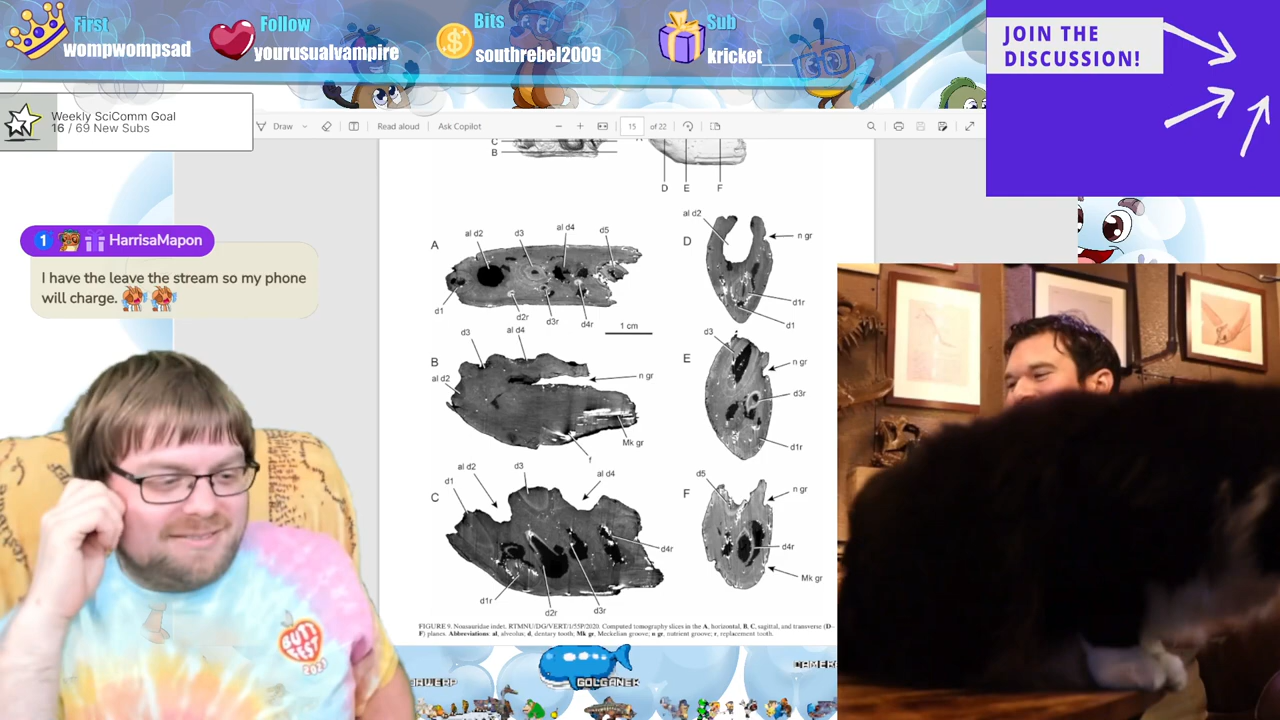 First
wompwompsad
Follow
yourusualvampire
Bits
southrebel2009
Sub
kricket___
JOIN THE
DISCUSSION!
Weekly SciComm Goal
16 / 69 New Subs
Draw
Read aloud
Ask Copilot
15
of 22
1
HarrisaMapon
I have the leave the stream so my phone
will charge.
C
B
D
E
F
A
al d2
d3
al d4
d5
d1
d2r
d3r
d4r
1 cm
D
al d2
n gr
d1r
d1
B
d3
al d4
al d2
n gr
Mk gr
f
E
d3
n gr
d3r
d1r
C
al d2
d3
al d4
d1
d4r
d1r
d2r
d3r
F
d5
n gr
d4r
Mk gr
FIGURE 9. Noasauridae indet. RTMNU/DG/VERT/1/55P/2020. Computed tomography slices in the A, horizontal, B, C, sagittal, and transverse (D–
F) planes. Abbreviations: al, alveolus; d, dentary tooth; Mk gr, Meckelian groove; n gr, nutrient groove; r, replacement tooth.
GOLGANEK
BUTT
FEST